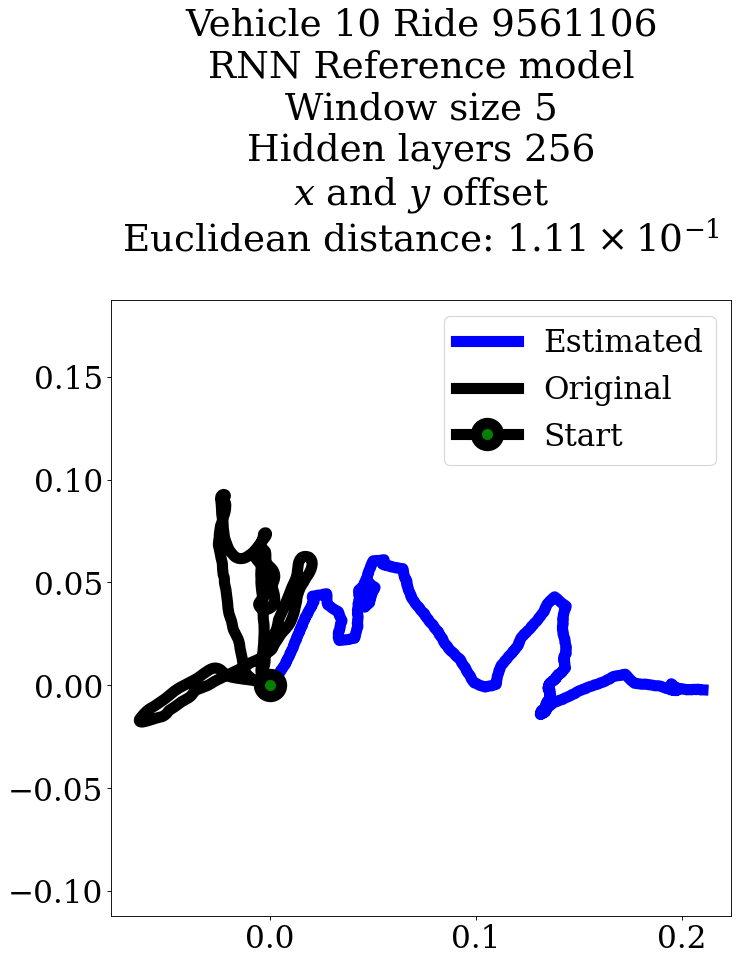 Vehicle 10 Ride 9561106
RNN Reference model
Window size 5
Hidden layers 256
x and y offset
Euclidean distance: 1.11 × 10⁻¹
Estimated
Original
Start
0.15
0.10
0.05
0.00
−0.05
−0.10
0.0 0.1 0.2